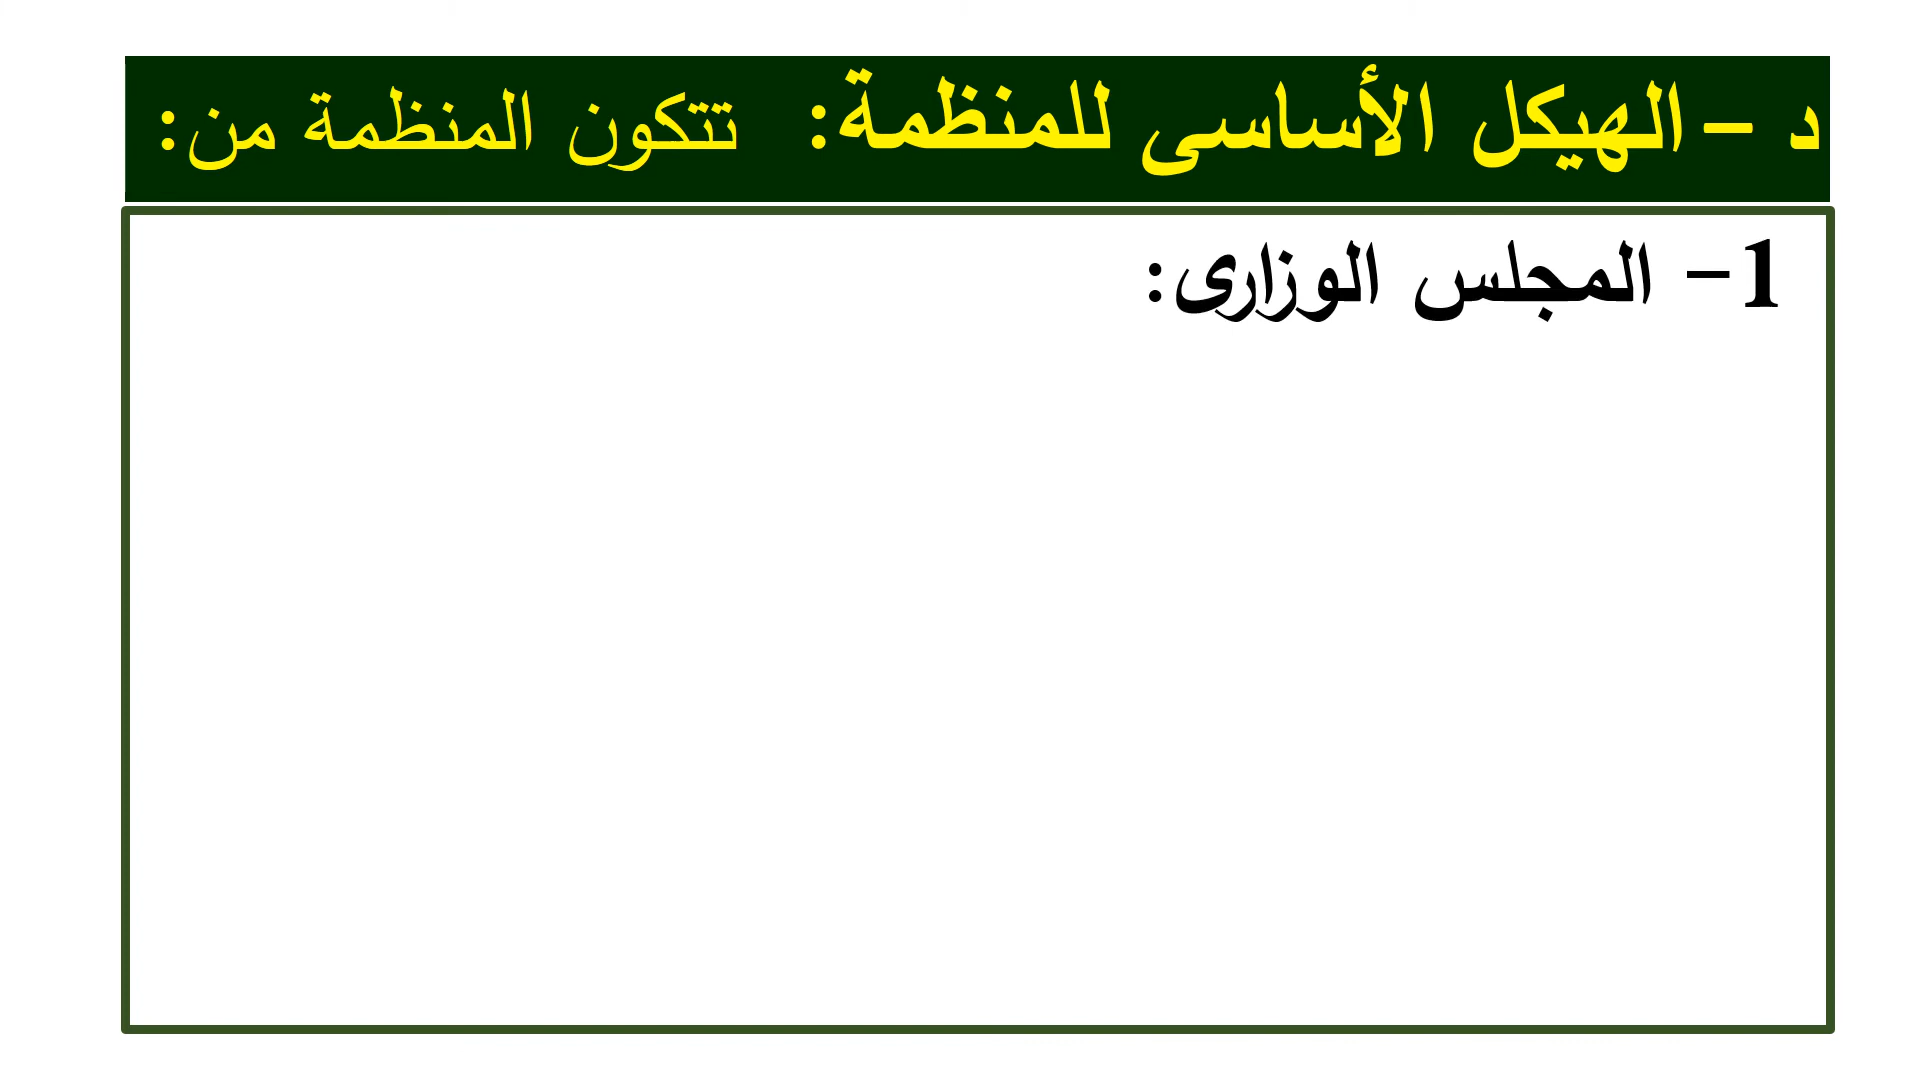 د – الهيكل الأساسى للمنظمة: تتكون المنظمة من:
1- المجلس الوزارى: